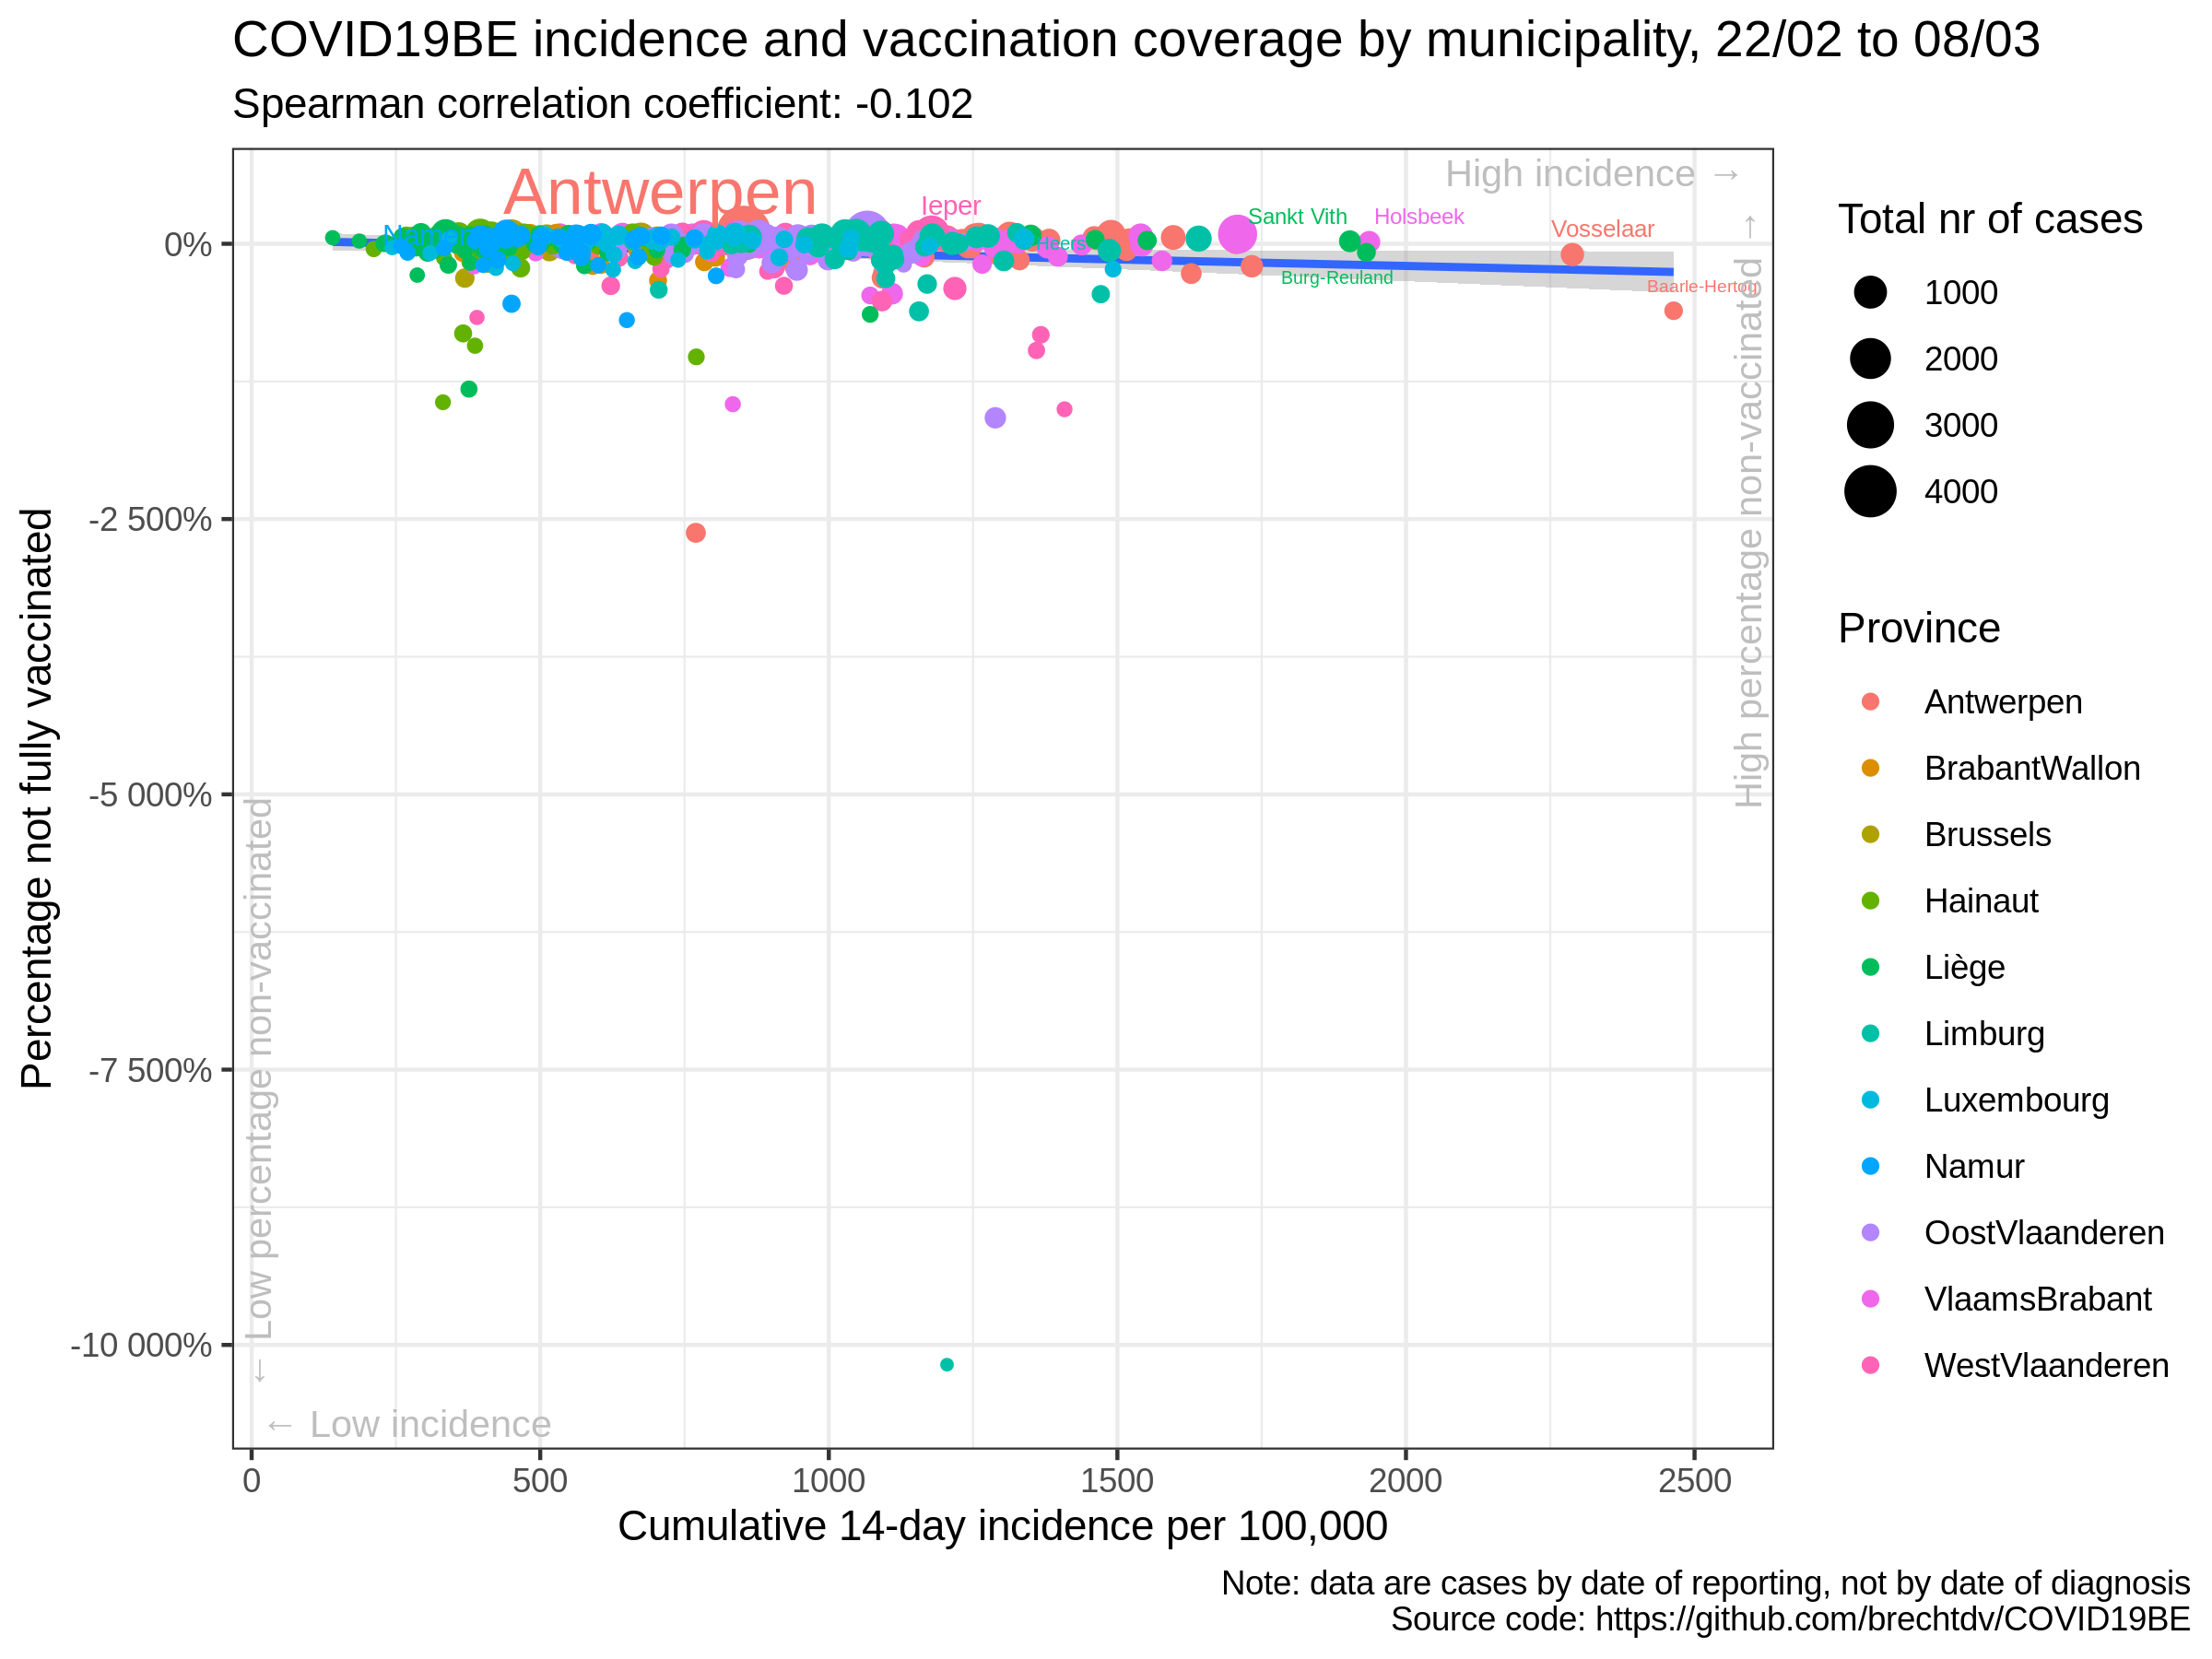 COVID19BE incidence and vaccination coverage by municipality, 22/02 to 08/03
Spearman correlation coefficient: -0.102
Percentage not fully vaccinated
0%
-2 500%
-5 000%
-7 500%
-10 000%
High incidence →
Antwerpen
Ieper
Sankt Vith
Holsbeek
Vosselaar
Heers
Burg-Reuland
Baarle-Hertog
High percentage non-vaccinated →
← Low percentage non-vaccinated
← Low incidence
0
500
1000
1500
2000
2500
Cumulative 14-day incidence per 100,000
Total nr of cases
1000
2000
3000
4000
Province
Antwerpen
BrabantWallon
Brussels
Hainaut
Liège
Limburg
Luxembourg
Namur
OostVlaanderen
VlaamsBrabant
WestVlaanderen
Note: data are cases by date of reporting, not by date of diagnosis
Source code: https://github.com/brechtdv/COVID19BE